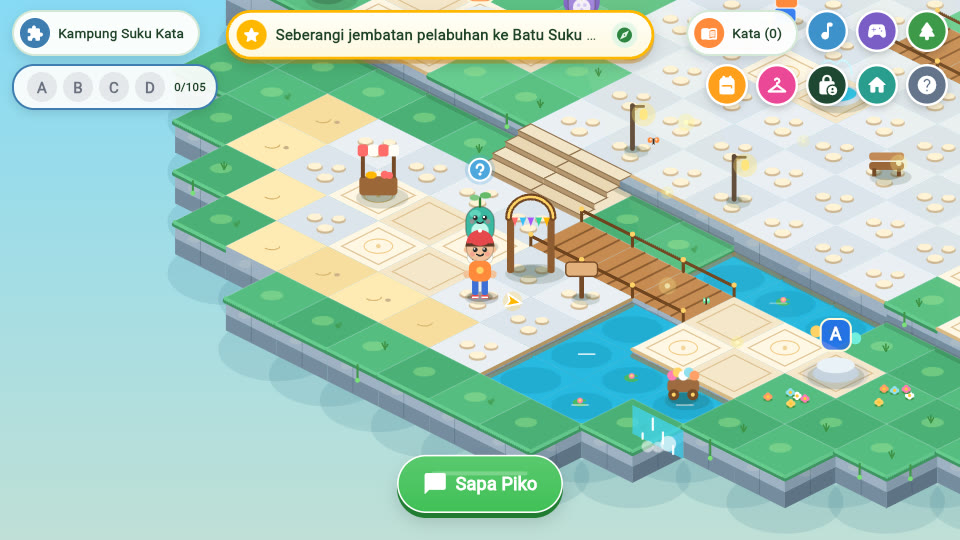 Kampung Suku Kata
Seberangi jembatan pelabuhan ke Batu Suku ...
Kata (0)
A B C D 0/105
?
?
A
Sapa Piko